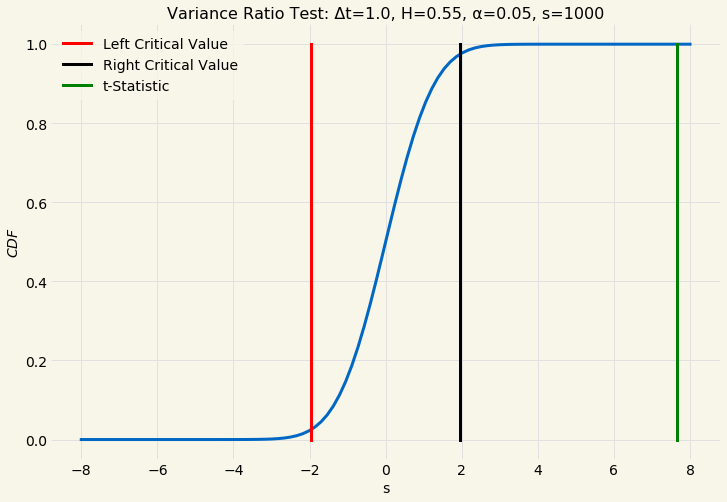 Variance Ratio Test: Δt=1.0, H=0.55, α=0.05, s=1000
Left Critical Value
Right Critical Value
t-Statistic
1.0
0.8
0.6
0.4
0.2
0.0
CDF
−8 −6 −4 −2 0 2 4 6 8
s